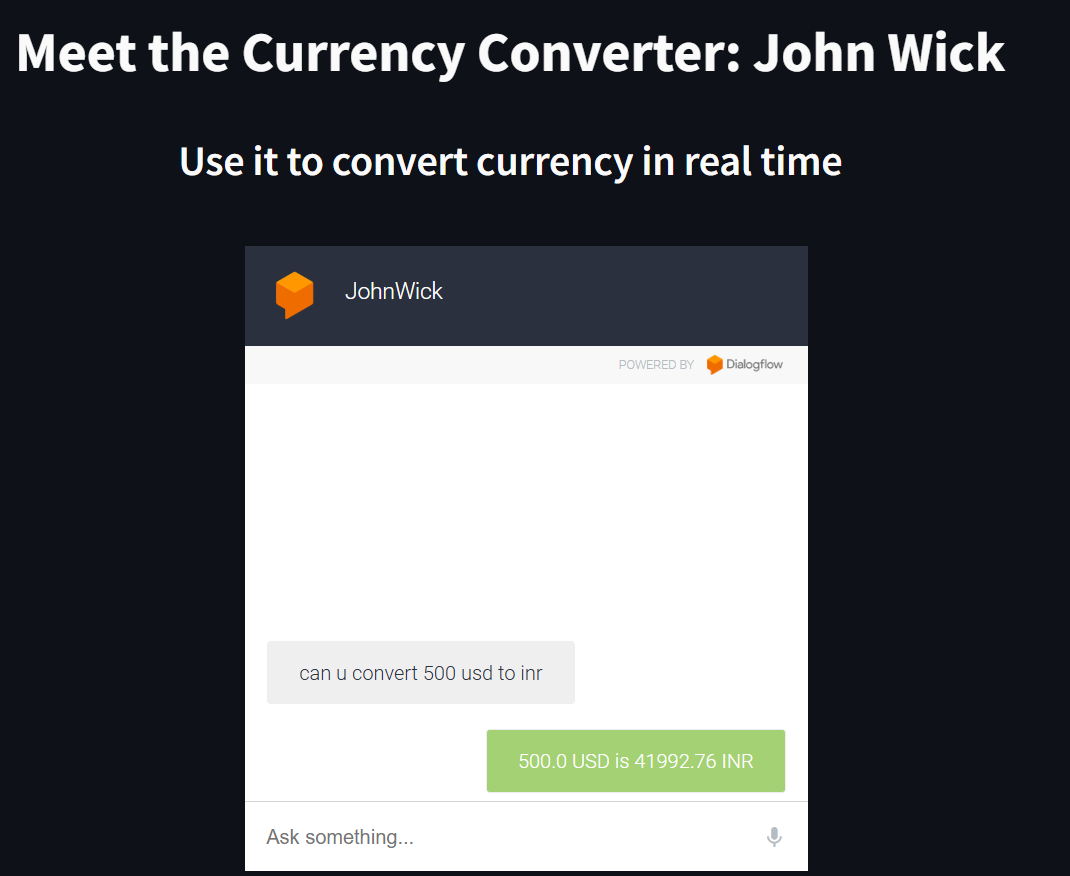 Meet the Currency Converter: John Wick
Use it to convert currency in real time
JohnWick
POWERED BY Dialogflow
can u convert 500 usd to inr
500.0 USD is 41992.76 INR
Ask something...